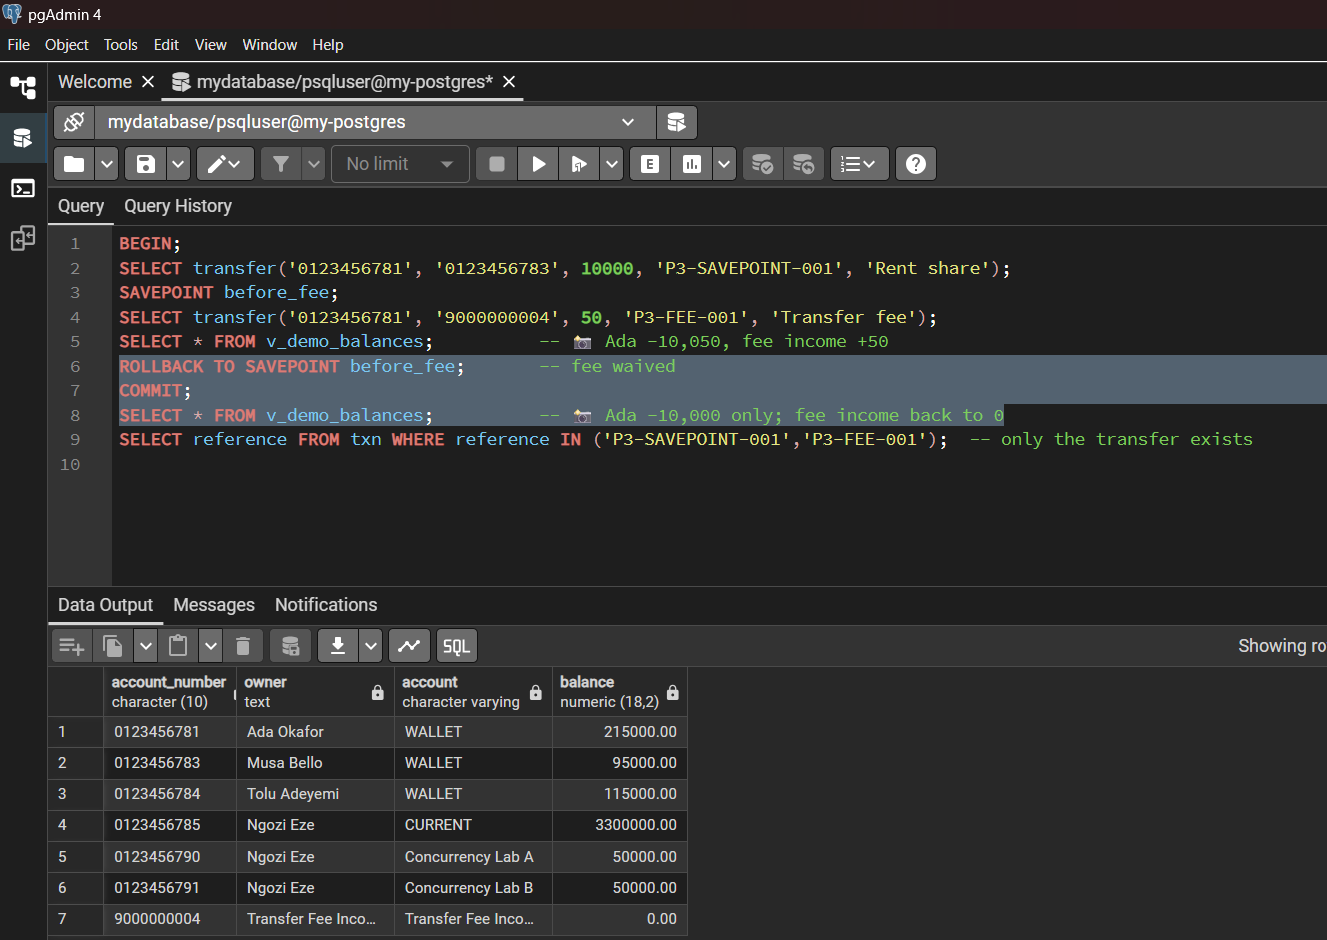 pgAdmin 4
File Object Tools Edit View Window Help
Welcome mydatabase/psqluser@my-postgres*
mydatabase/psqluser@my-postgres
No limit
E
Query Query History
1 BEGIN;
2 SELECT transfer('0123456781', '0123456783', 10000, 'P3-SAVEPOINT-001', 'Rent share');
3 SAVEPOINT before_fee;
4 SELECT transfer('0123456781', '9000000004', 50, 'P3-FEE-001', 'Transfer fee');
5 SELECT * FROM v_demo_balances; -- 📸 Ada −10,050, fee income +50
6 ROLLBACK TO SAVEPOINT before_fee; -- fee waived
7 COMMIT;
8 SELECT * FROM v_demo_balances; -- 📸 Ada −10,000 only; fee income back to 0
9 SELECT reference FROM txn WHERE reference IN ('P3-SAVEPOINT-001','P3-FEE-001'); -- only the transfer exists
10
Data Output Messages Notifications
SQL Showing ro
account_number owner account balance
character (10) text character varying numeric (18,2)
1 0123456781 Ada Okafor WALLET 215000.00
2 0123456783 Musa Bello WALLET 95000.00
3 0123456784 Tolu Adeyemi WALLET 115000.00
4 0123456785 Ngozi Eze CURRENT 3300000.00
5 0123456790 Ngozi Eze Concurrency Lab A 50000.00
6 0123456791 Ngozi Eze Concurrency Lab B 50000.00
7 9000000004 Transfer Fee Inco... Transfer Fee Inco... 0.00